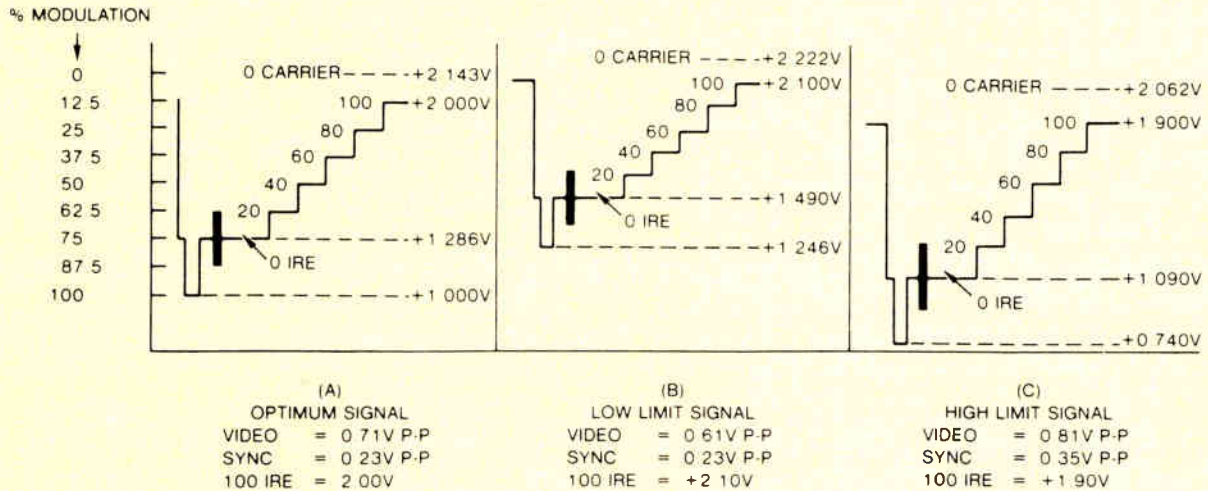 % MODULATION
0
12.5
25
37.5
50
62.5
75
87.5
100
0 CARRIER +2 143V
100 +2 000V
80
60
40
20
+1 286V
0 IRE
+1 000V
0 CARRIER +2 222V
100 +2 100V
80
60
40
20
+1 490V
0 IRE
+1 246V
0 CARRIER +2 062V
100 +1 900V
80
60
40
20
+1 090V
0 IRE
+0 740V
(A)
OPTIMUM SIGNAL
VIDEO = 0 71V P-P
SYNC = 0 23V P-P
100 IRE = 2 00V
(B)
LOW LIMIT SIGNAL
VIDEO = 0 61V P-P
SYNC = 0 23V P-P
100 IRE = +2 10V
(C)
HIGH LIMIT SIGNAL
VIDEO = 0 81V P-P
SYNC = 0 35V P-P
100 IRE = +1 90V